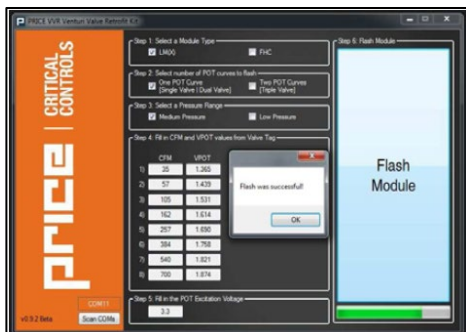 PRICE VVR Venturi Valve Retrofit Kit
price | CRITICAL CONTROLS
COM11
v0.9.2 Beta
Scan COMs
Step 1: Select a Module Type
LM(X)
FHC
Step 2: Select number of POT curves to flash
One POT Curve
[Single Valve | Dual Valve]
Two POT Curves
[Triple Valve]
Step 3: Select a Pressure Range
Medium Pressure
Low Pressure
Step 4: Fill in CFM and VPOT values from Valve Tag
CFM VPOT
1) 35 1.365
2) 57 1.439
3) 105 1.531
4) 162 1.614
5) 257 1.690
6) 384 1.758
7) 540 1.821
8) 700 1.874
Step 5: Fill in the POT Excitation Voltage
3.3
Flash was successful!
OK
Step 6: Flash Module
Flash
Module